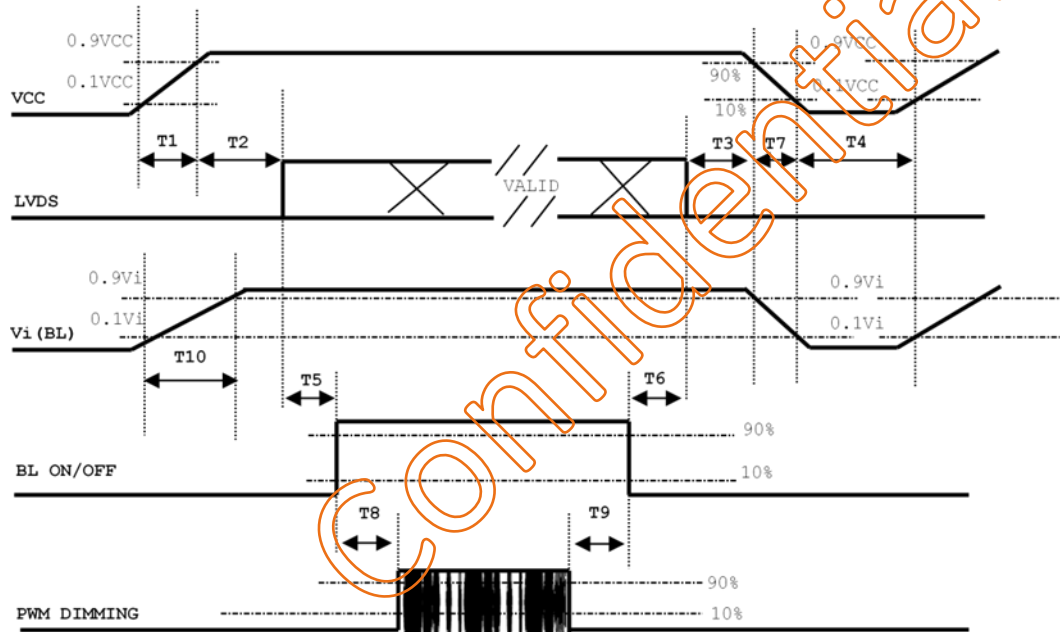 0.9VCC
0.1VCC
VCC
T1
T2
90%
10%
0.9VCC
0.1VCC
T3
T7
T4
LVDS
VALID
0.9Vi
0.1Vi
Vi(BL)
0.9Vi
0.1Vi
T10
T5
T6
BL ON/OFF
90%
10%
T8
T9
PWM DIMMING
90%
10%
Confidential